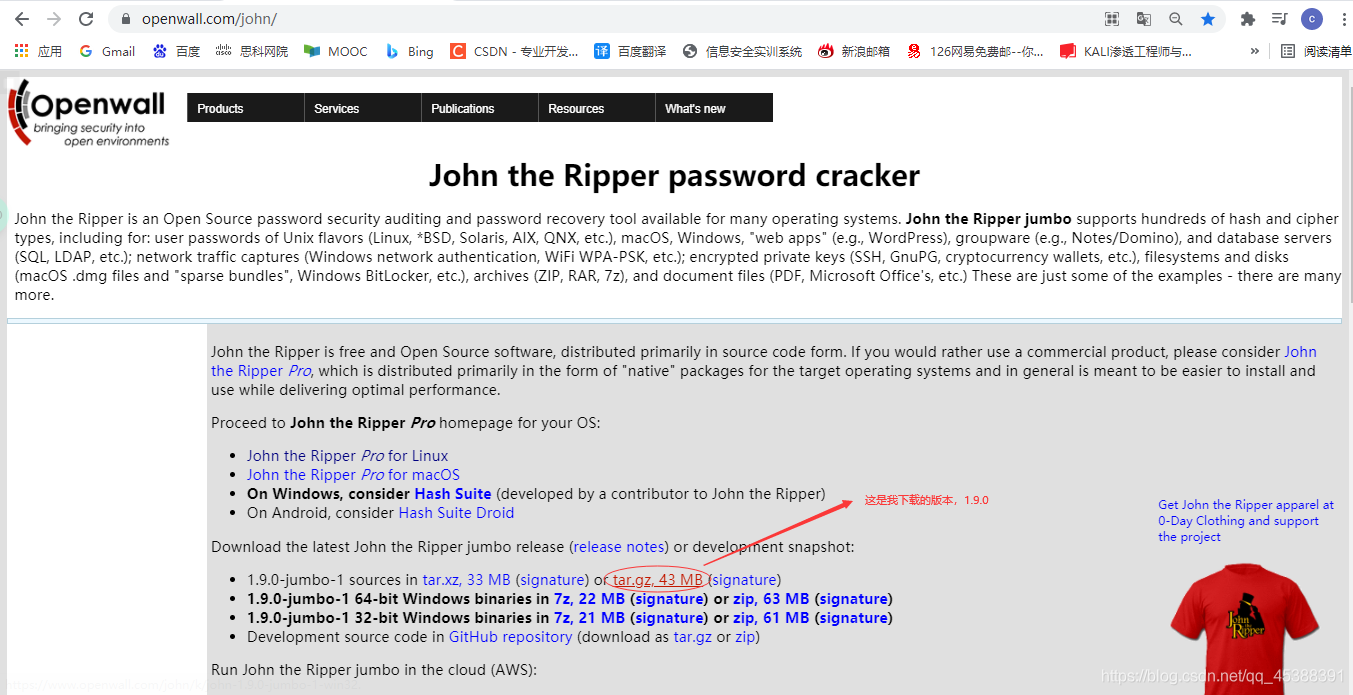 openwall.com/john/
C
应用
Gmail
百度
思科网院
MOOC
Bing
C
CSDN - 专业开发...
译
百度翻译
信息安全实训系统
新浪邮箱
126网易免费邮--你...
KALI渗透工程师与...
»
阅读清单
Openwall
bringing security into
open environments
Products
Services
Publications
Resources
What's new
John the Ripper password cracker
John the Ripper is an Open Source password security auditing and password recovery tool available for many operating systems. John the Ripper jumbo supports hundreds of hash and cipher
types, including for: user passwords of Unix flavors (Linux, *BSD, Solaris, AIX, QNX, etc.), macOS, Windows, "web apps" (e.g., WordPress), groupware (e.g., Notes/Domino), and database servers
(SQL, LDAP, etc.); network traffic captures (Windows network authentication, WiFi WPA-PSK, etc.); encrypted private keys (SSH, GnuPG, cryptocurrency wallets, etc.), filesystems and disks
(macOS .dmg files and "sparse bundles", Windows BitLocker, etc.), archives (ZIP, RAR, 7z), and document files (PDF, Microsoft Office's, etc.) These are just some of the examples - there are many
more.
John the Ripper is free and Open Source software, distributed primarily in source code form. If you would rather use a commercial product, please consider John
the Ripper Pro, which is distributed primarily in the form of "native" packages for the target operating systems and in general is meant to be easier to install and
use while delivering optimal performance.
Proceed to John the Ripper Pro homepage for your OS:
• John the Ripper Pro for Linux
• John the Ripper Pro for macOS
• On Windows, consider Hash Suite (developed by a contributor to John the Ripper)
• On Android, consider Hash Suite Droid
这是我下载的版本，1.9.0
Get John the Ripper apparel at
0-Day Clothing and support
the project
Download the latest John the Ripper jumbo release (release notes) or development snapshot:
• 1.9.0-jumbo-1 sources in tar.xz, 33 MB (signature) or tar.gz, 43 MB (signature)
• 1.9.0-jumbo-1 64-bit Windows binaries in 7z, 22 MB (signature) or zip, 63 MB (signature)
• 1.9.0-jumbo-1 32-bit Windows binaries in 7z, 21 MB (signature) or zip, 61 MB (signature)
• Development source code in GitHub repository (download as tar.gz or zip)
John
the
Ripper
Run John the Ripper jumbo in the cloud (AWS):
https://blog.csdn.net/qq_45388391